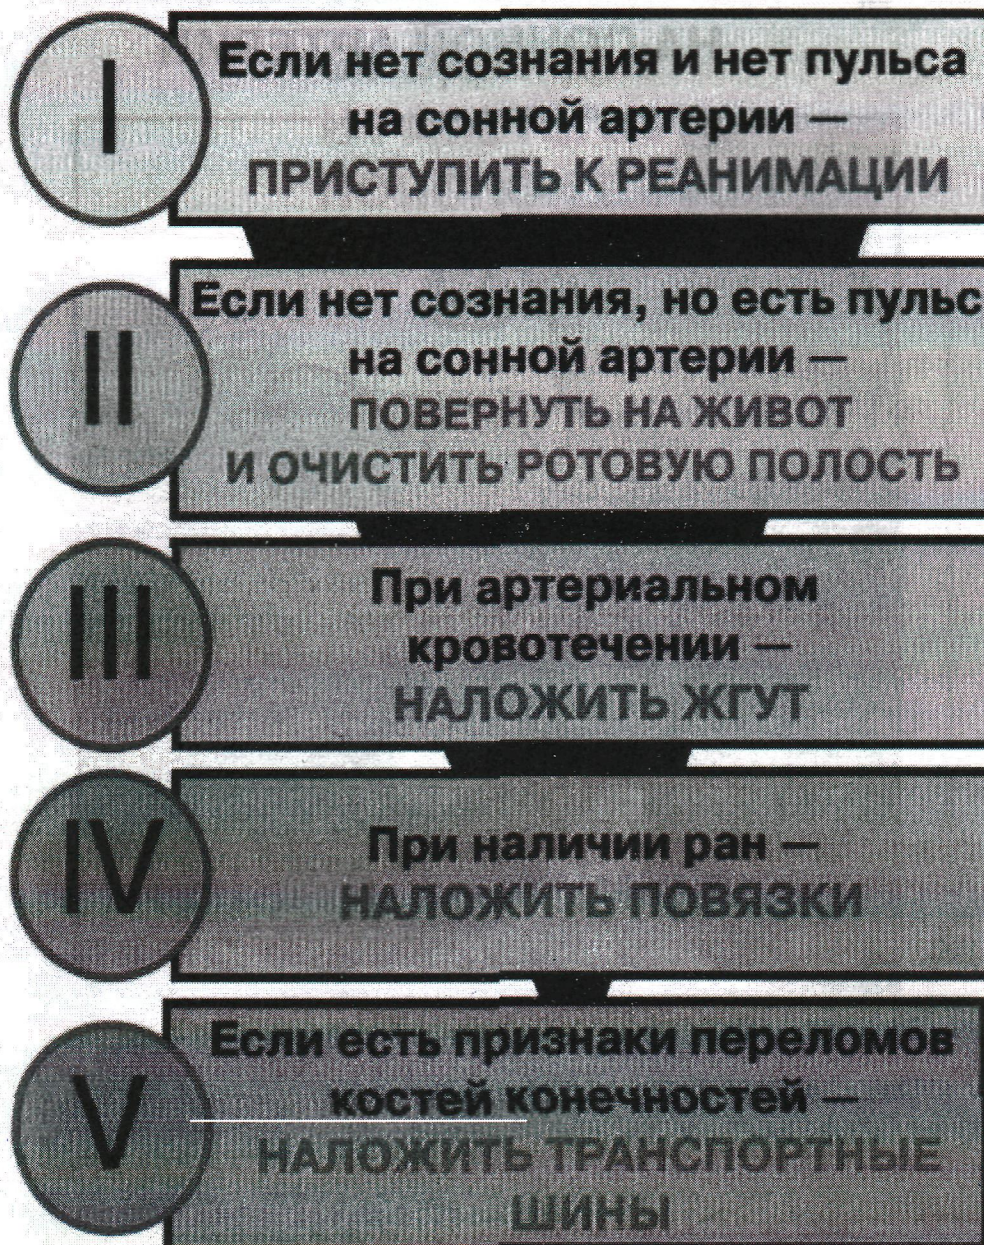 I
Если нет сознания и нет пульса
на сонной артерии —
ПРИСТУПИТЬ К РЕАНИМАЦИИ
II
Если нет сознания, но есть пульс
на сонной артерии —
ПОВЕРНУТЬ НА ЖИВОТ
И ОЧИСТИТЬ РОТОВУЮ ПОЛОСТЬ
III
При артериальном
кровотечении —
НАЛОЖИТЬ ЖГУТ
IV
При наличии ран —
НАЛОЖИТЬ ПОВЯЗКИ
V
Если есть признаки переломов
костей конечностей —
НАЛОЖИТЬ ТРАНСПОРТНЫЕ
ШИНЫ